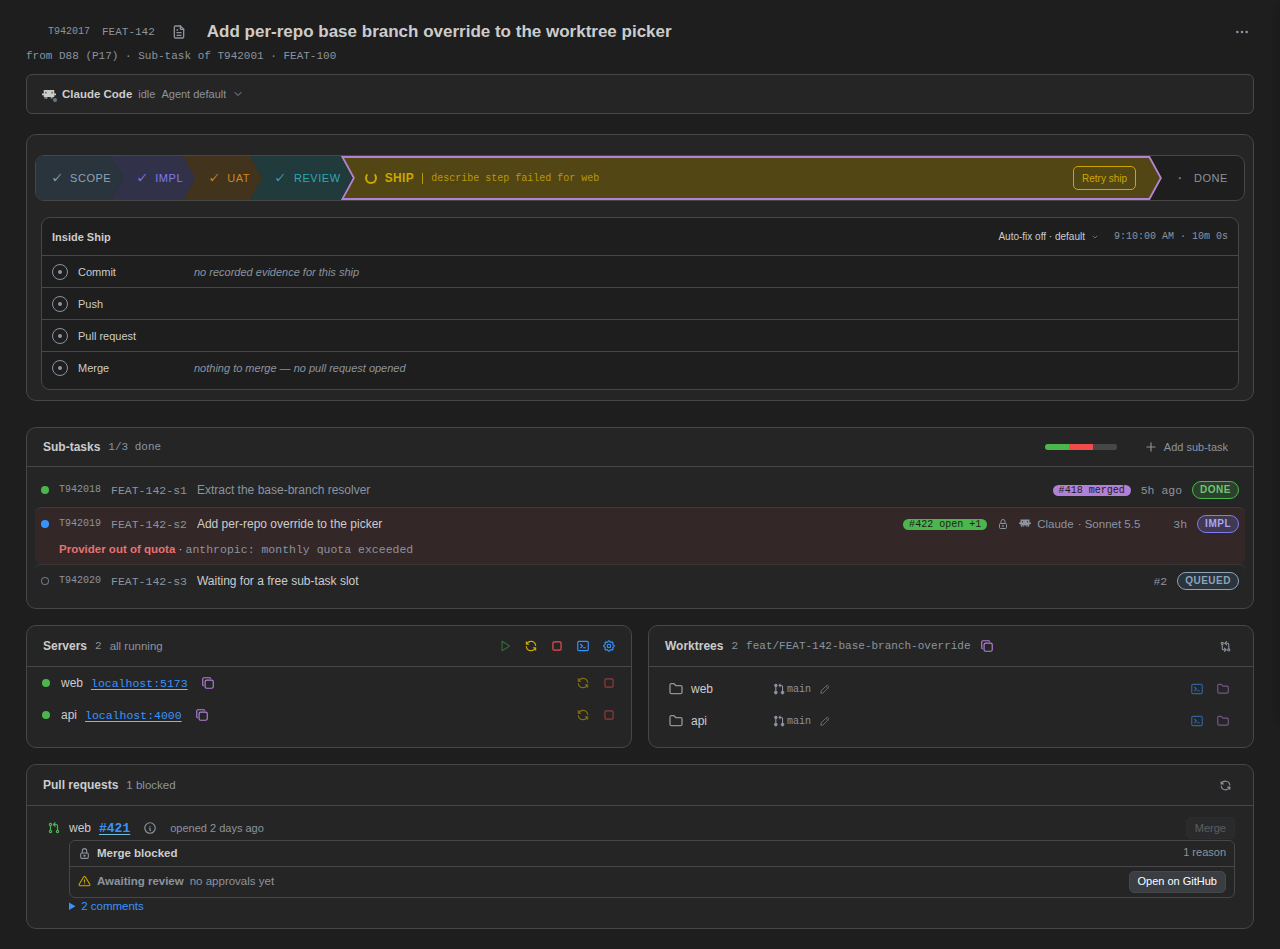 T942017 FEAT-142 Add per-repo base branch override to the worktree picker
from D88 (P17) · Sub-task of T942001 · FEAT-100
Claude Code idle Agent default
SCOPE IMPL UAT REVIEW SHIP describe step failed for web Retry ship DONE
Inside Ship Auto-fix off · default 9:10:00 AM · 10m 0s
Commit no recorded evidence for this ship
Push
Pull request
Merge nothing to merge — no pull request opened
Sub-tasks 1/3 done Add sub-task
T942018 FEAT-142-s1 Extract the base-branch resolver #418 merged 5h ago DONE
T942019 FEAT-142-s2 Add per-repo override to the picker #422 open +1 Claude · Sonnet 5.5 3h IMPL
Provider out of quota · anthropic: monthly quota exceeded
T942020 FEAT-142-s3 Waiting for a free sub-task slot #2 QUEUED
Servers 2 all running
web localhost:5173
api localhost:4000
Worktrees 2 feat/FEAT-142-base-branch-override
web main
api main
Pull requests 1 blocked
web #421 opened 2 days ago Merge
Merge blocked 1 reason
Awaiting review no approvals yet Open on GitHub
2 comments